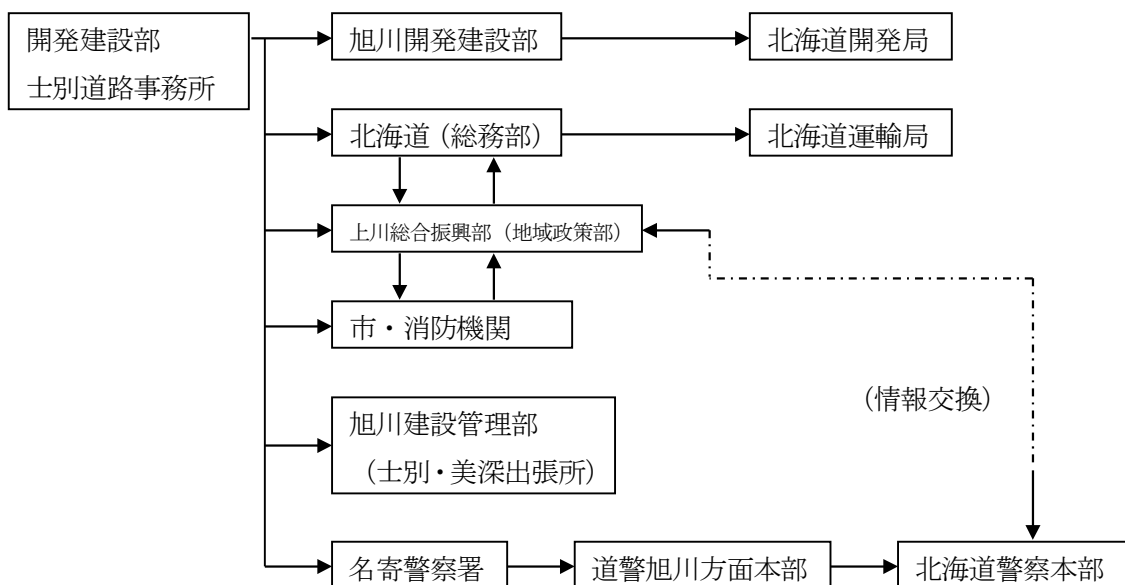 開発建設部
士別道路事務所
旭川開発建設部
北海道開発局
北海道（総務部）
北海道運輸局
上川総合振興部（地域政策部）
市・消防機関
旭川建設管理部
（士別・美深出張所）
（情報交換）
名寄警察署
道警旭川方面本部
北海道警察本部